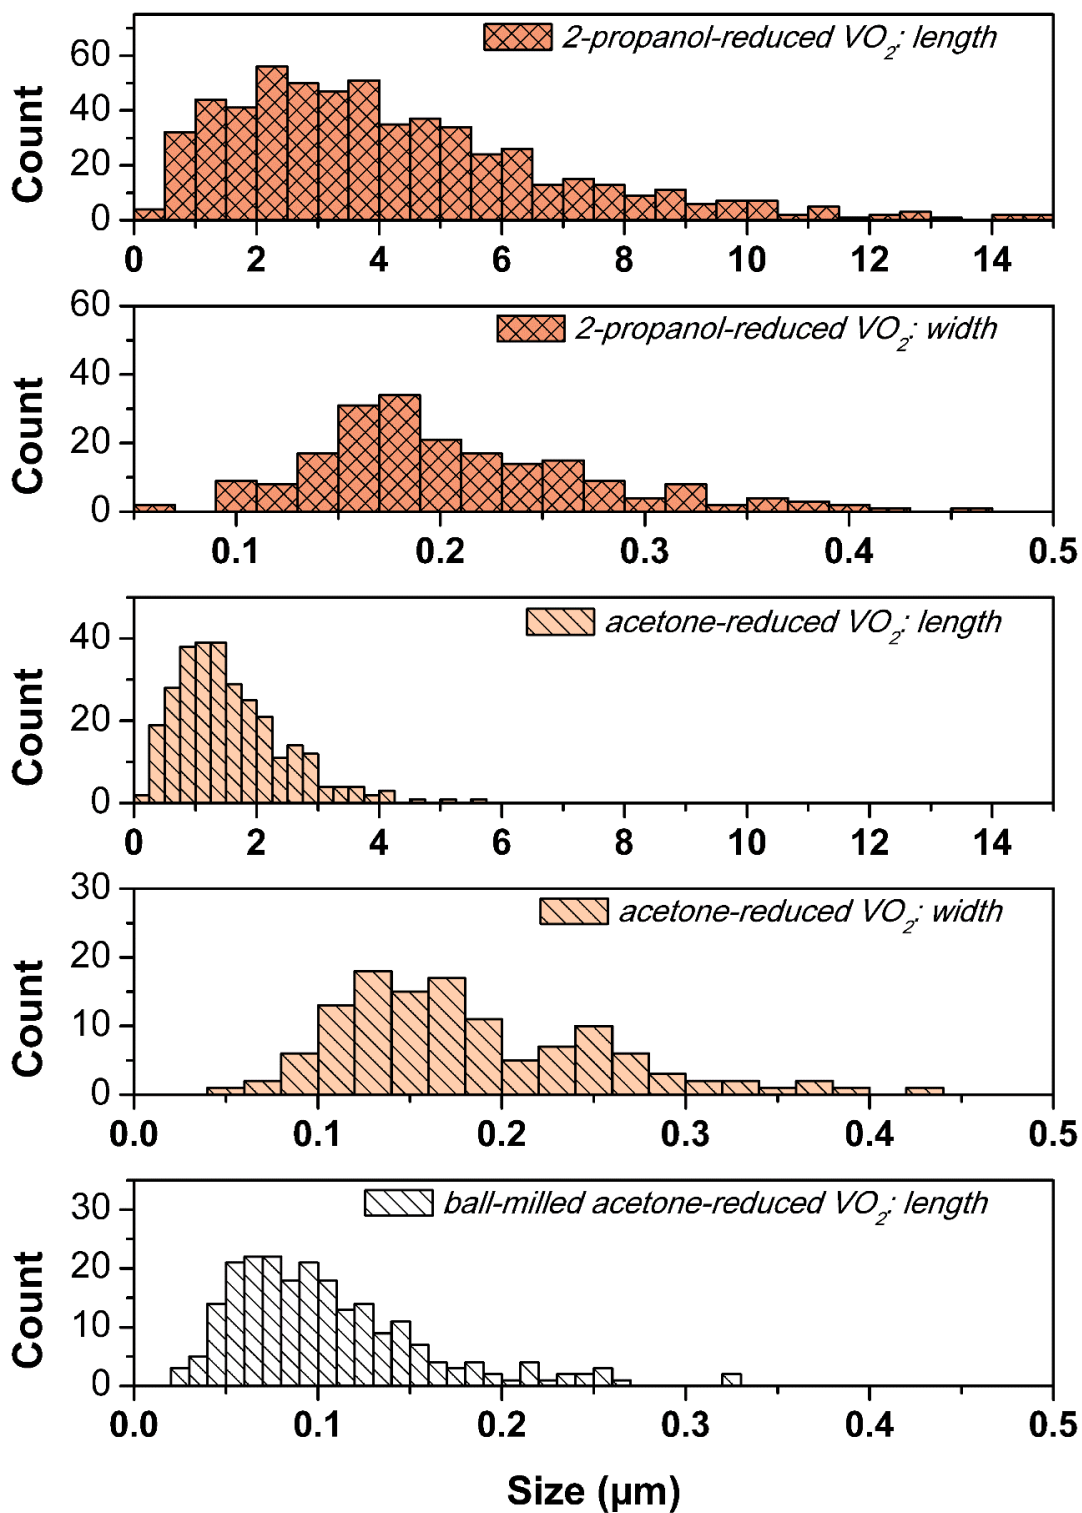 2-propanol-reduced VO₂: length
Count
60
40
20
0
0 2 4 6 8 10 12 14
2-propanol-reduced VO₂: width
Count
60
40
20
0
0.1 0.2 0.3 0.4 0.5
acetone-reduced VO₂: length
Count
40
20
0
0 2 4 6 8 10 12 14
acetone-reduced VO₂: width
Count
30
20
10
0
0.0 0.1 0.2 0.3 0.4 0.5
ball-milled acetone-reduced VO₂: length
Count
30
20
10
0
0.0 0.1 0.2 0.3 0.4 0.5
Size (µm)